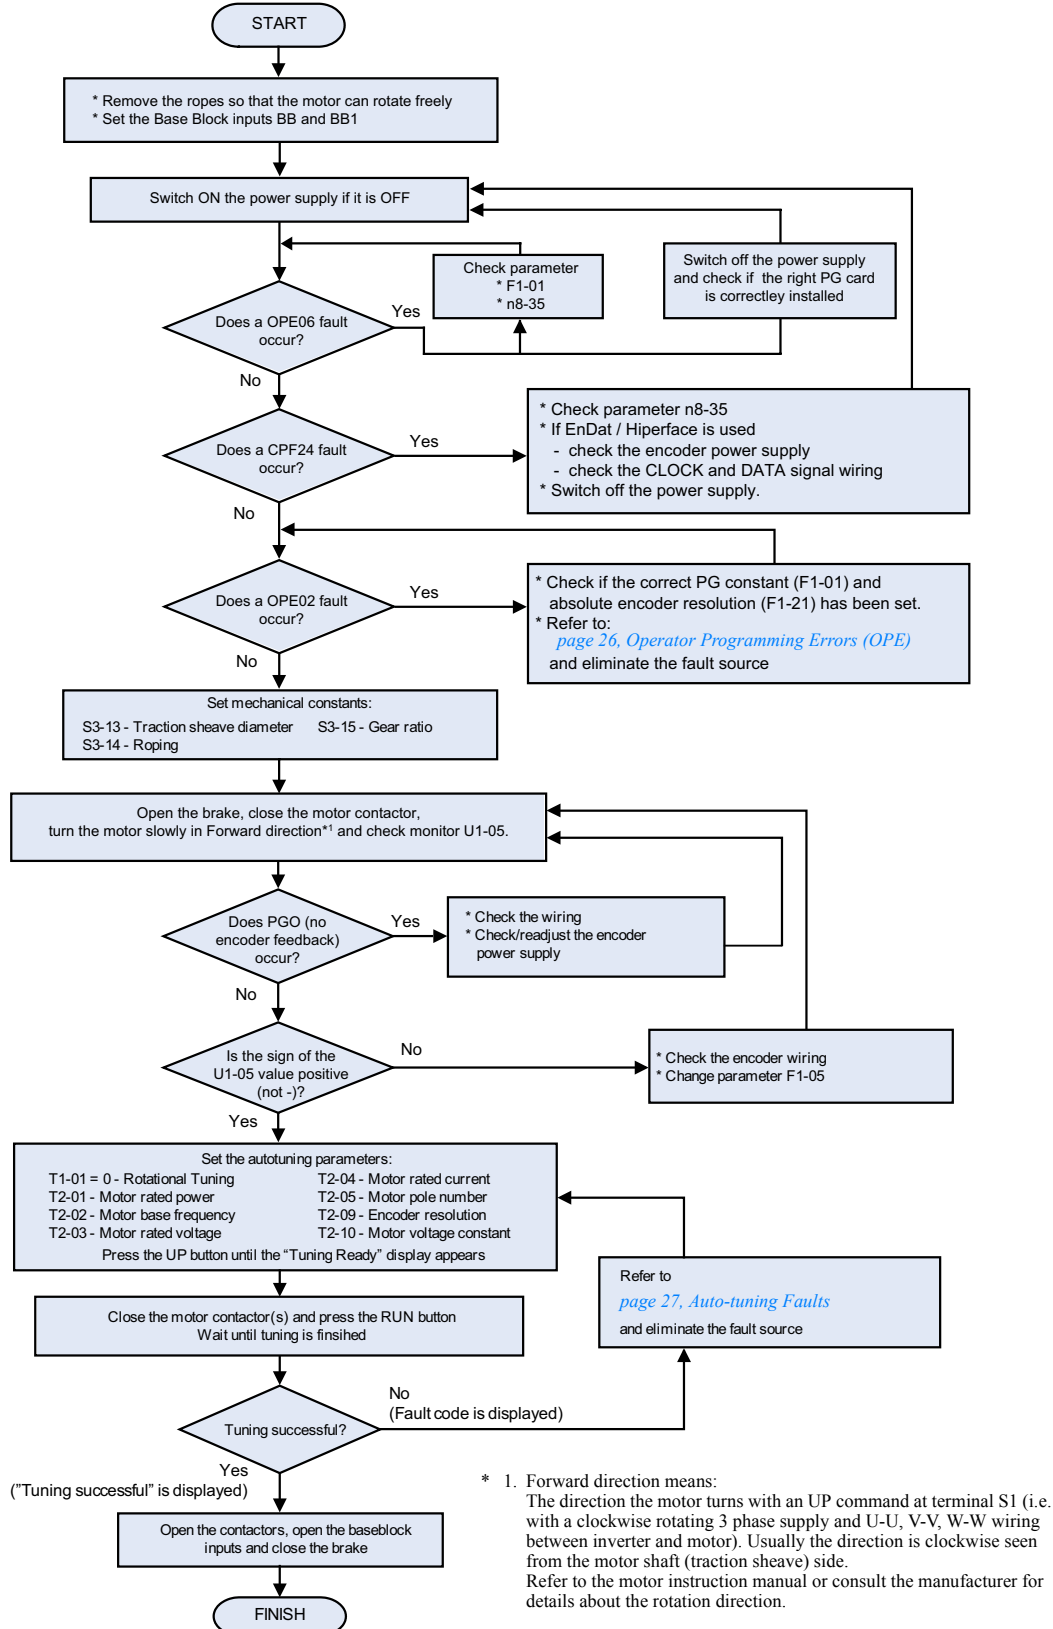 START
* Remove the ropes so that the motor can rotate freely
* Set the Base Block inputs BB and BB1
Switch ON the power supply if it is OFF
Check parameter
* F1-01
* n8-35
Switch off the power supply
and check if the right PG card
is correctley installed
Does a OPE06 fault
occur?
Yes
No
Does a CPF24 fault
occur?
Yes
* Check parameter n8-35
* If EnDat / Hiperface is used
- check the encoder power supply
- check the CLOCK and DATA signal wiring
* Switch off the power supply.
No
Does a OPE02 fault
occur?
Yes
* Check if the correct PG constant (F1-01) and
absolute encoder resolution (F1-21) has been set.
* Refer to:
page 26, Operator Programming Errors (OPE)
and eliminate the fault source
No
Set mechanical constants:
S3-13 - Traction sheave diameter S3-15 - Gear ratio
S3-14 - Roping
Open the brake, close the motor contactor,
turn the motor slowly in Forward direction*1 and check monitor U1-05.
Does PGO (no
encoder feedback)
occur?
Yes
* Check the wiring
* Check/readjust the encoder
power supply
No
Is the sign of the
U1-05 value positive
(not -)?
No
* Check the encoder wiring
* Change parameter F1-05
Yes
Set the autotuning parameters:
T1-01 = 0 - Rotational Tuning T2-04 - Motor rated current
T2-01 - Motor rated power T2-05 - Motor pole number
T2-02 - Motor base frequency T2-09 - Encoder resolution
T2-03 - Motor rated voltage T2-10 - Motor voltage constant
Press the UP button until the “Tuning Ready” display appears
Refer to
page 27, Auto-tuning Faults
and eliminate the fault source
Close the motor contactor(s) and press the RUN button
Wait until tuning is finsihed
Tuning successful?
No
(Fault code is displayed)
Yes
(”Tuning successful” is displayed)
Open the contactors, open the baseblock
inputs and close the brake
FINISH
* 1. Forward direction means:
The direction the motor turns with an UP command at terminal S1 (i.e.
with a clockwise rotating 3 phase supply and U-U, V-V, W-W wiring
between inverter and motor). Usually the direction is clockwise seen
from the motor shaft (traction sheave) side.
Refer to the motor instruction manual or consult the manufacturer for
details about the rotation direction.